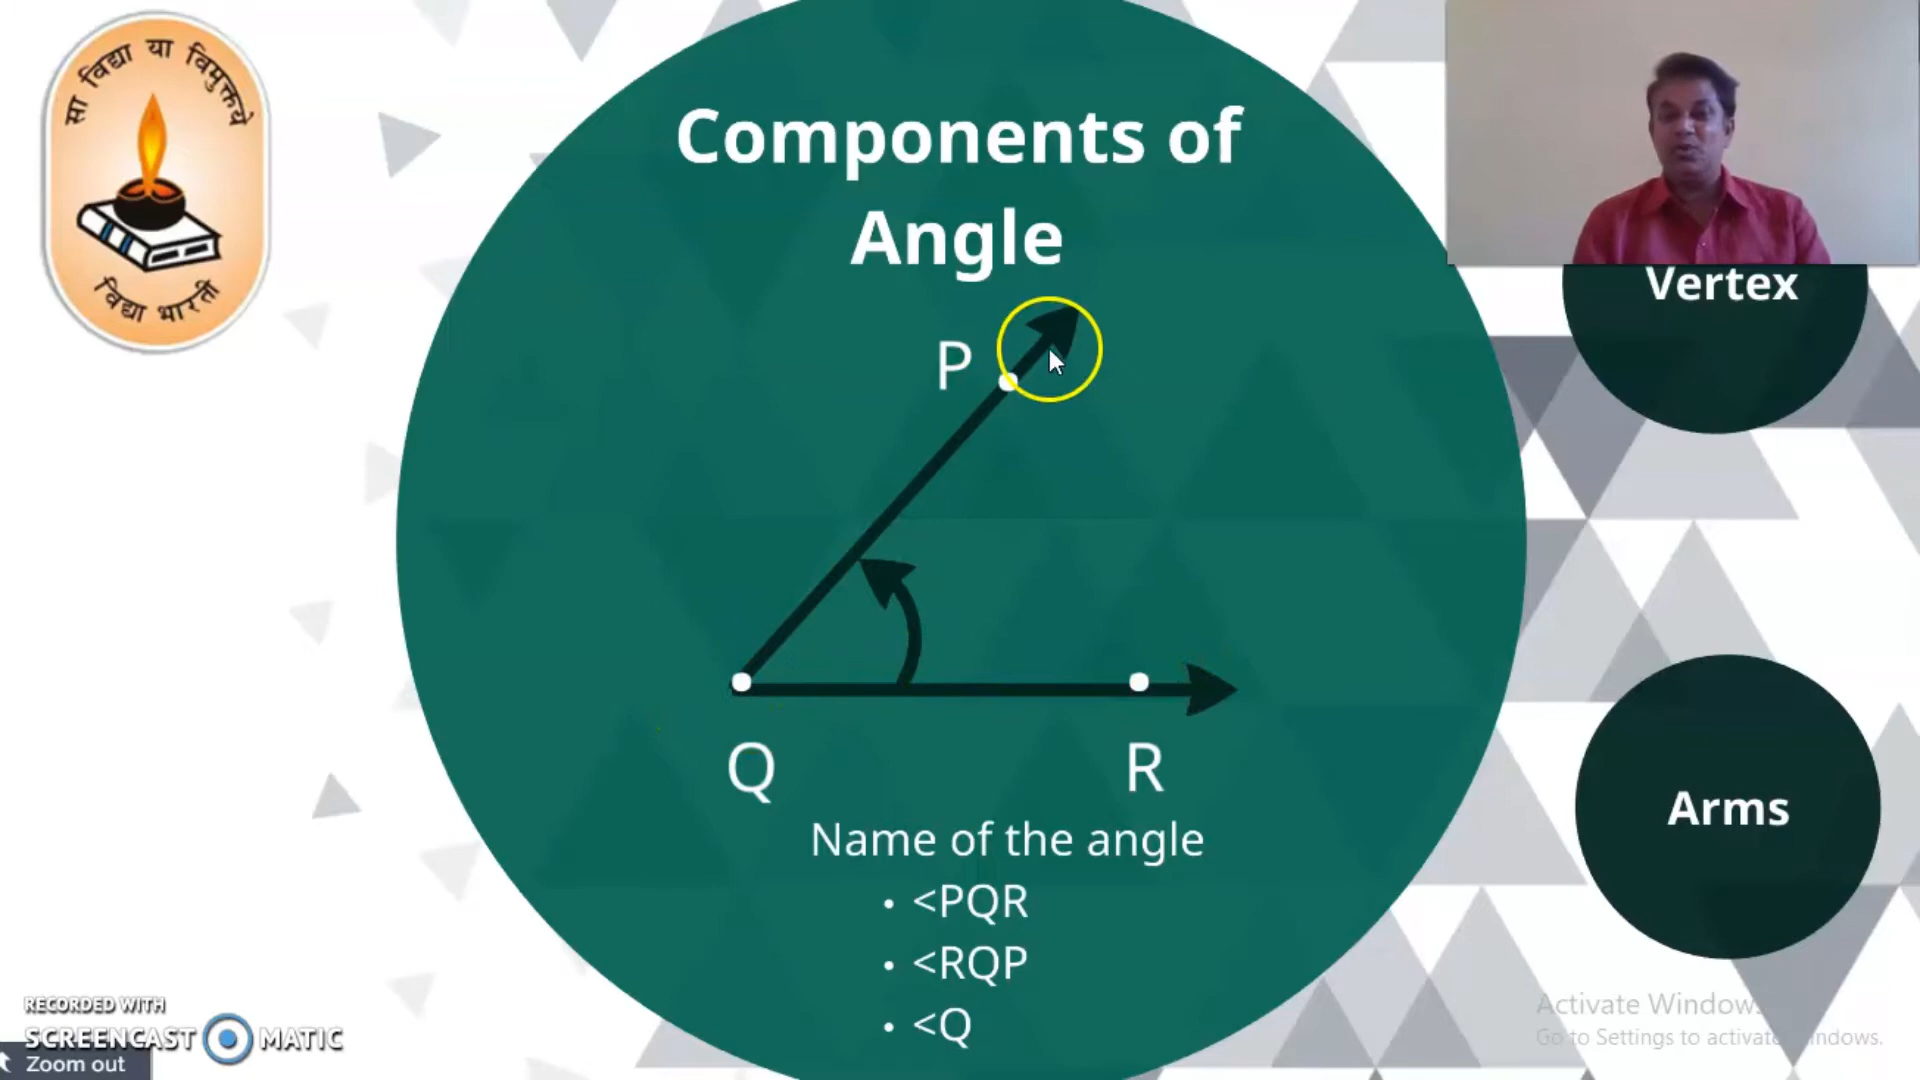 सा विद्या या विमुक्तये
विद्या भारती
Components of
Angle
P
Q
R
Name of the angle
• <PQR
• <RQP
• <Q
Vertex
Arms
RECORDED WITH
SCREENCAST MATIC
Zoom out
Activate Windows
Go to Settings to activate Windows.